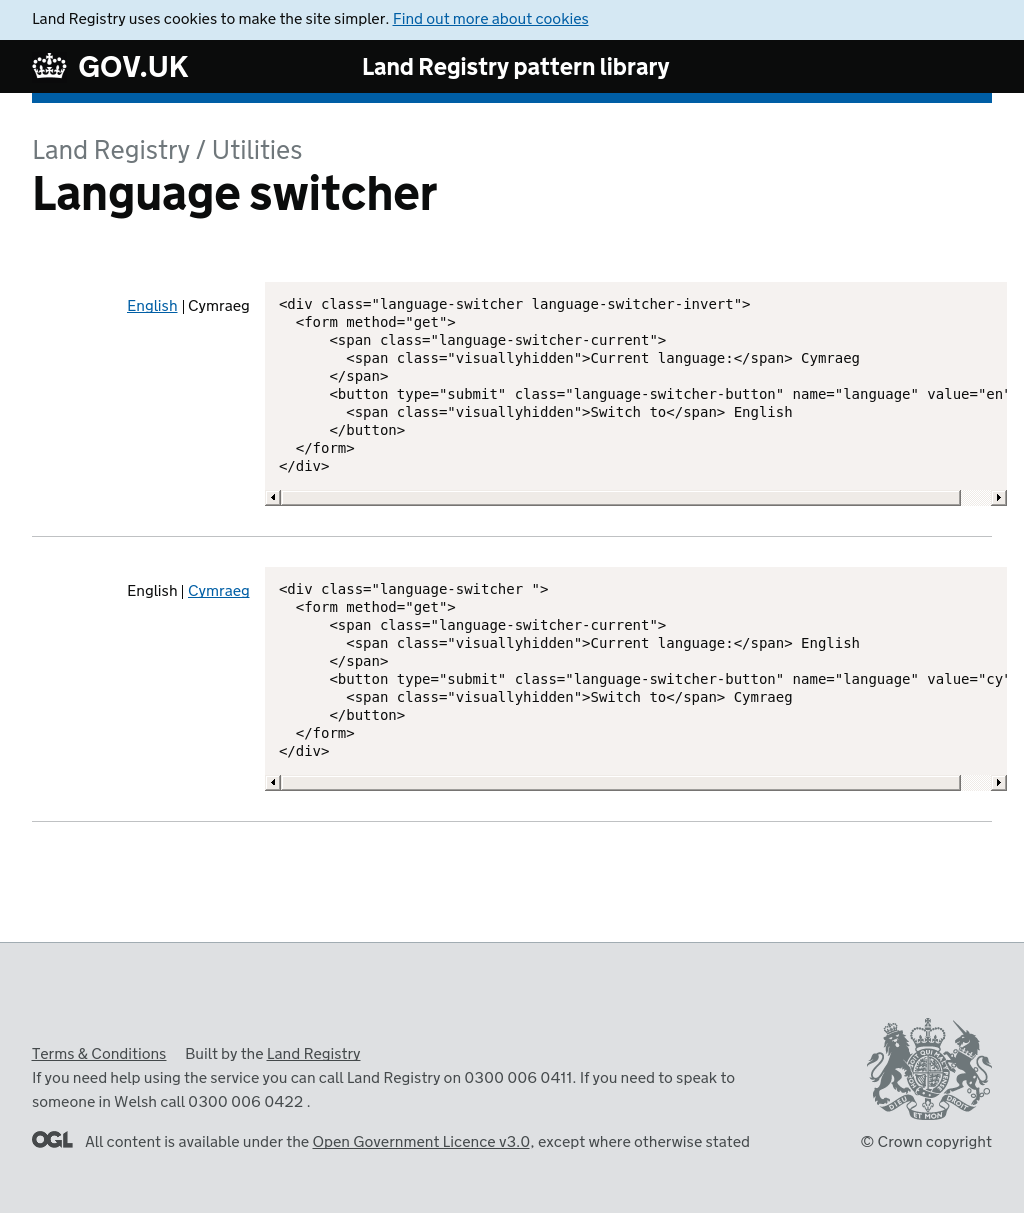 Land Registry uses cookies to make the site simpler. Find out more about cookies
GOV.UK
Land Registry pattern library
Land Registry / Utilities
Language switcher
English | Cymraeg
<div class="language-switcher language-switcher-invert">
  <form method="get">
      <span class="language-switcher-current">
        <span class="visuallyhidden">Current language:</span> Cymraeg
      </span>
      <button type="submit" class="language-switcher-button" name="language" value="en"
        <span class="visuallyhidden">Switch to</span> English
      </button>
  </form>
</div>
English | Cymraeg
<div class="language-switcher ">
  <form method="get">
      <span class="language-switcher-current">
        <span class="visuallyhidden">Current language:</span> English
      </span>
      <button type="submit" class="language-switcher-button" name="language" value="cy"
        <span class="visuallyhidden">Switch to</span> Cymraeg
      </button>
  </form>
</div>
Terms & Conditions Built by the Land Registry
If you need help using the service you can call Land Registry on 0300 006 0411. If you need to speak to
someone in Welsh call 0300 006 0422 .
OGL All content is available under the Open Government Licence v3.0, except where otherwise stated
© Crown copyright